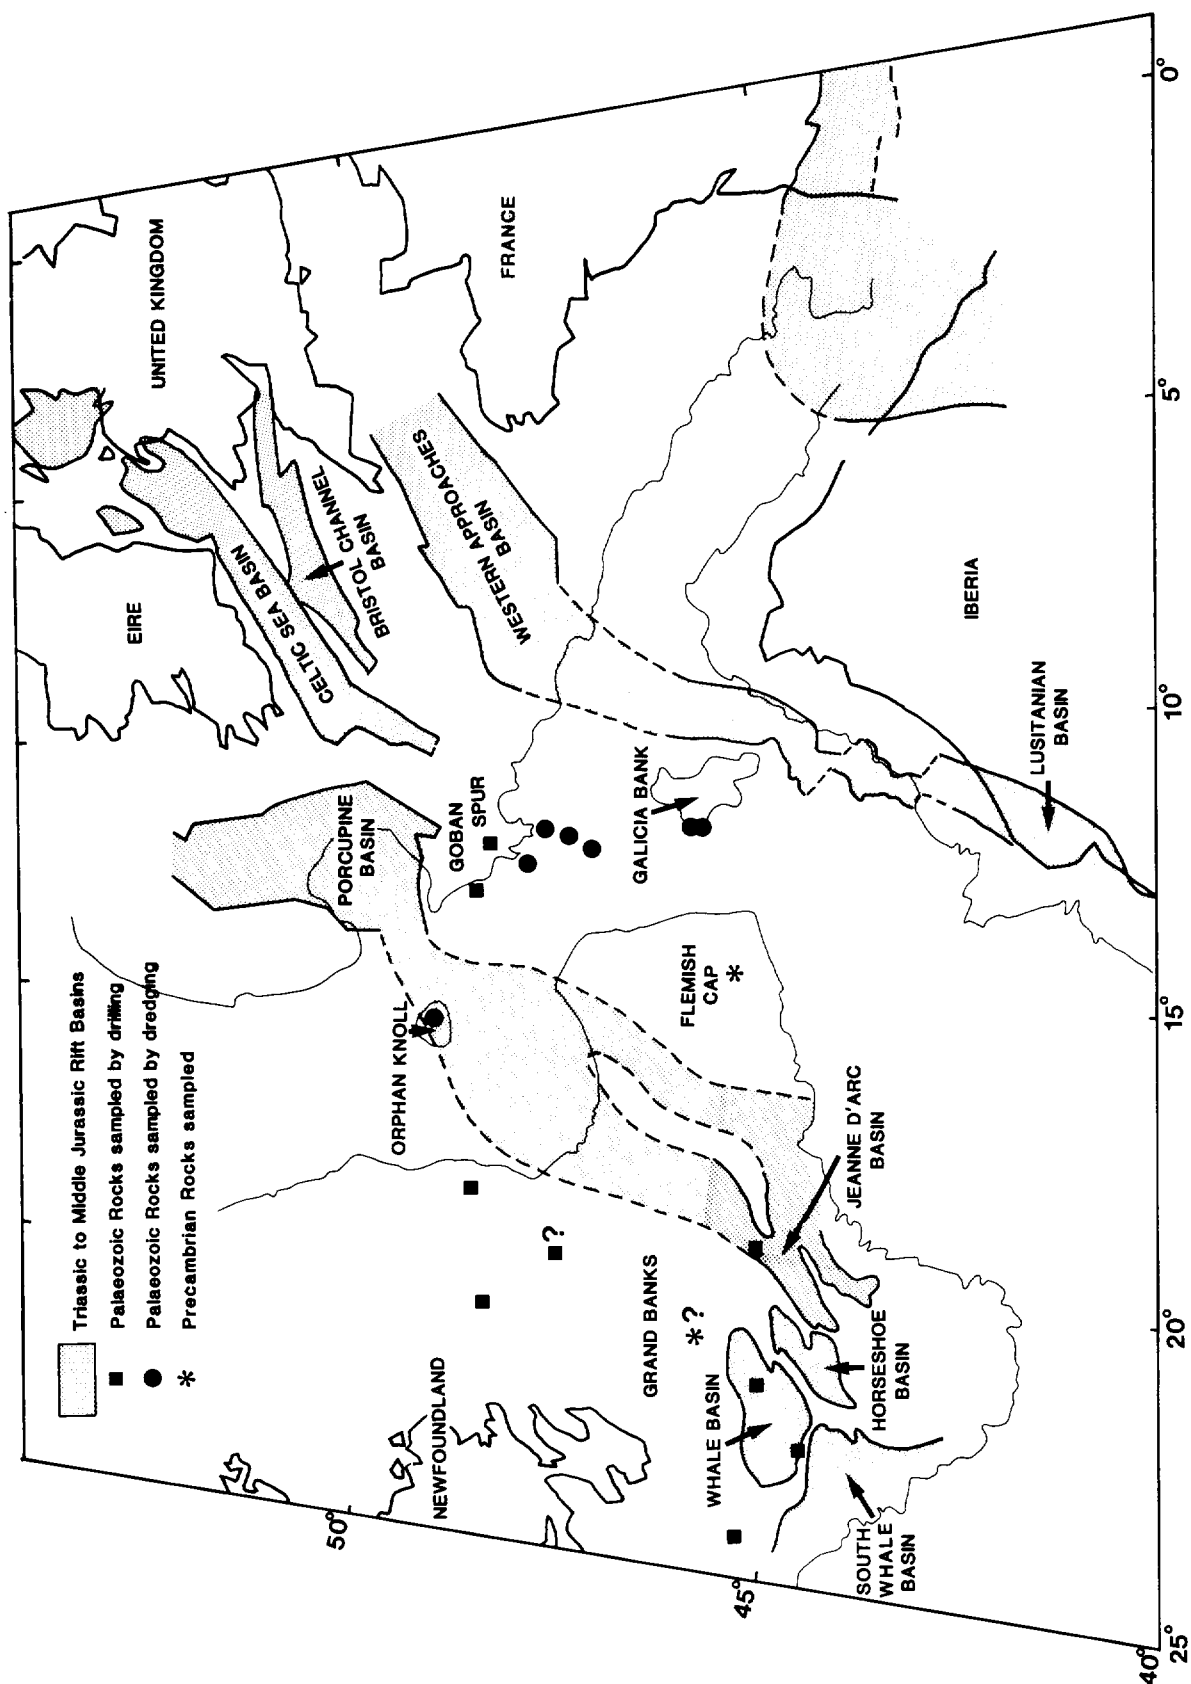 Triassic to Middle Jurassic Rift Basins
Palaeozoic Rocks sampled by drilling
Palaeozoic Rocks sampled by dredging
Precambrian Rocks sampled
UNITED KINGDOM
FRANCE
EIRE
CELTIC SEA BASIN
BRISTOL CHANNEL
BASIN
WESTERN APPROACHES
BASIN
IBERIA
LUSITANIAN
BASIN
GALICIA BANK
GOBAN
SPUR
PORCUPINE
BASIN
ORPHAN KNOLL
FLEMISH
CAP
JEANNE D'ARC
BASIN
?
GRAND BANKS
?
NEWFOUNDLAND
WHALE BASIN
HORSESHOE
BASIN
SOUTH
WHALE
BASIN
50°
45°
40°
25°
20°
15°
10°
5°
0°